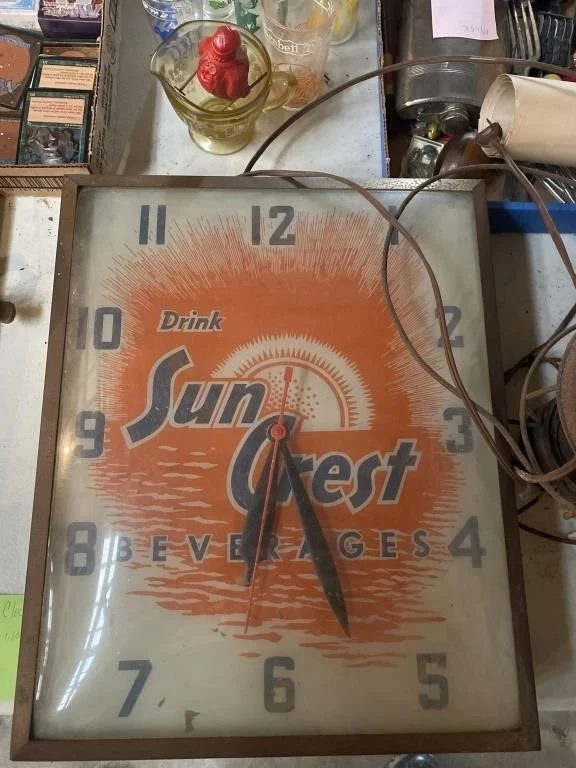 11 12 1
10 2
Drink
Sun
Crest
9 3
BEVERAGES
8 4
7 6 5